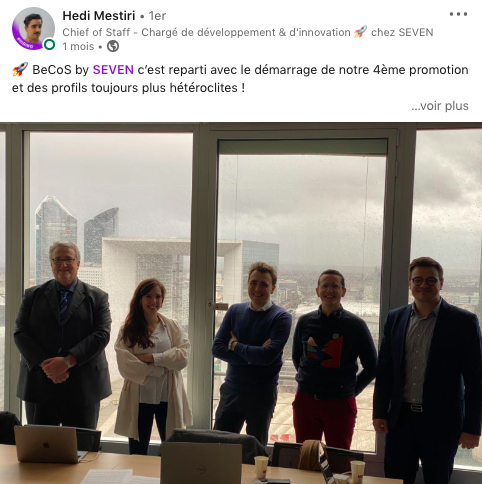 Hedi Mestiri • 1er
Chief of Staff - Chargé de développement & d'innovation 🚀 chez SEVEN
1 mois •
🚀 BeCoS by SEVEN c’est reparti avec le démarrage de notre 4ème promotion
et des profils toujours plus hétéroclites !
...voir plus